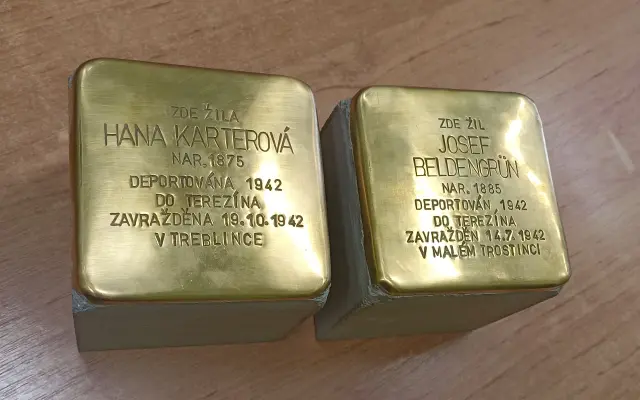 ZDE ŽILA
HANA KARTEROVÁ
NAR. 1875
DEPORTOVÁNA 1942
DO TEREZÍNA
ZAVRAŽDĚNA 19.10.1942
V TREBLINCE
ZDE ŽIL
JOSEF
BELDENGRÜN
NAR. 1885
DEPORTOVÁN 1942
DO TEREZÍNA
ZAVRAŽDĚN 14.7.1942
V MALÉM TROSTINCI